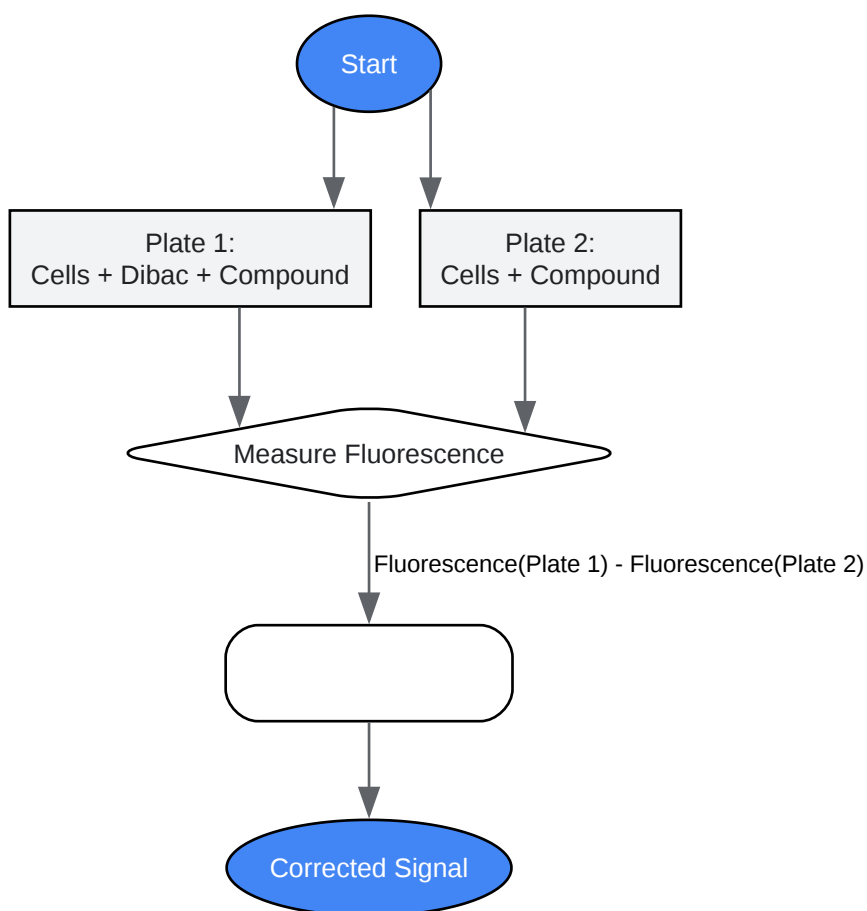 Start
Plate 1:
Cells + Dibac + Compound
Plate 2:
Cells + Compound
Measure Fluorescence
Fluorescence(Plate 1) - Fluorescence(Plate 2)
Corrected Signal